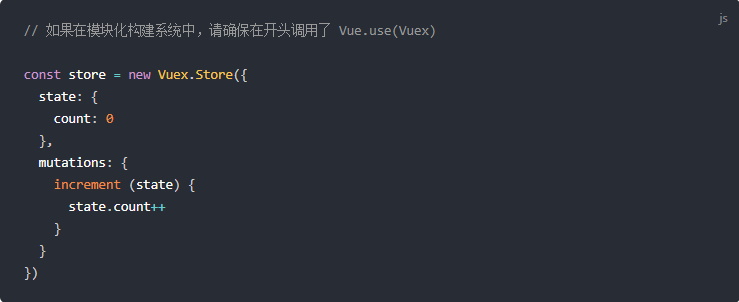 js
// 如果在模块化构建系统中，请确保在开头调用了 Vue.use(Vuex)
const store = new Vuex.Store({
  state: {
    count: 0
  },
  mutations: {
    increment (state) {
      state.count++
    }
  }
})